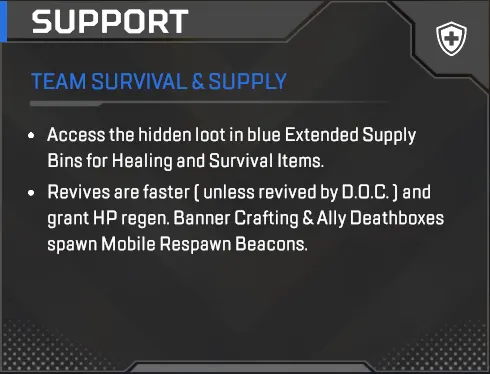 SUPPORT
TEAM SURVIVAL & SUPPLY
• Access the hidden loot in blue Extended Supply
Bins for Healing and Survival Items.
• Revives are faster ( unless revived by D.O.C. ) and
grant HP regen. Banner Crafting & Ally Deathboxes
spawn Mobile Respawn Beacons.